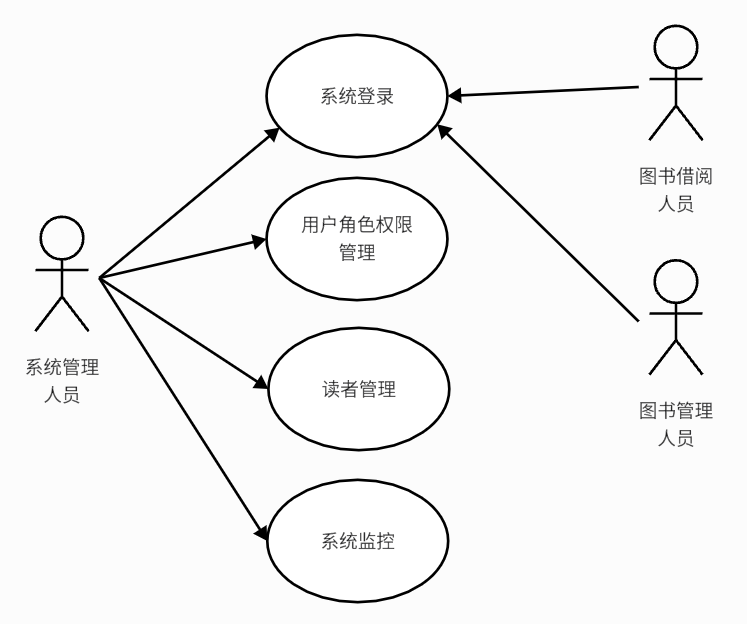 系统登录
图书借阅
人员
用户角色权限
管理
系统管理
人员
读者管理
图书管理
人员
系统监控